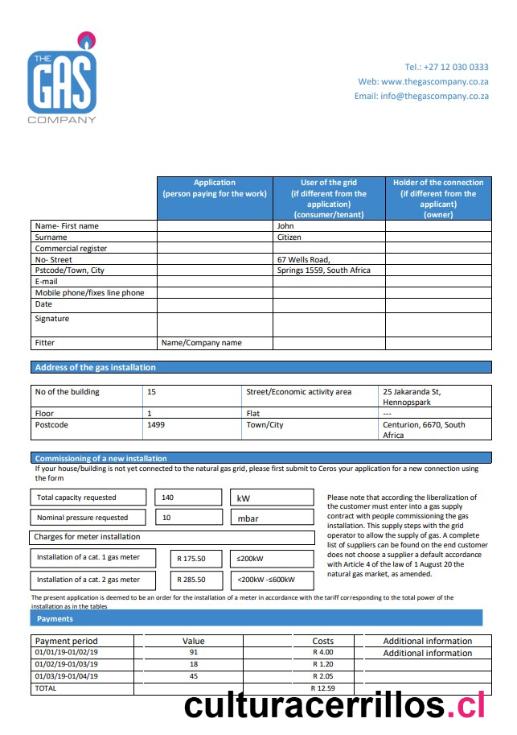 THE
GAS
COMPANY
Tel.: +27 12 030 0333
Web: www.thegascompany.co.za
Email: info@thegascompany.co.za
Application
(person paying for the work)
User of the grid
(if different from the
application)
(consumer/tenant)
Holder of the connection
(if different from the
applicant)
(owner)
Name- First name John
Surname Citizen
Commercial register
No- Street 67 Wells Road,
Pstcode/Town, City Springs 1559, South Africa
E-mail
Mobile phone/fixes line phone
Date
Signature
Fitter Name/Company name
Address of the gas installation
No of the building 15 Street/Economic activity area 25 Jakaranda St,
Hennopspark
Floor 1 Flat ---
Postcode 1499 Town/City Centurion, 6670, South
Africa
Commissioning of a new installation
If your house/building is not yet connected to the natural gas grid, please first submit to Ceros your application for a new connection using
the form
Total capacity requested 140 kW
Nominal pressure requested 10 mbar
Charges for meter installation
Installation of a cat. 1 gas meter R 175.50 ≤200kW
Installation of a cat. 2 gas meter R 285.50 <200kW -≤600kW
Please note that according the liberalization of
the customer must enter into a gas supply
contract with people commissioning the gas
installation. This supply steps with the grid
operator to allow the supply of gas. A complete
list of suppliers can be found on the end customer
does not choose a supplier a default accordance
with Article 4 of the law of 1 August 20 the
natural gas market, as amended.
The present application is deemed to be an order for the installation of a meter in accordance with the tariff corresponding to the total power of the
installation as in the tables
Payments
Payment period Value Costs Additional information
01/01/19-01/02/19 91 R 4.00 Additional information
01/02/19-01/03/19 18 R 1.20
01/03/19-01/04/19 45 R 2.05
TOTAL R 12.59
culturacerrillos.cl